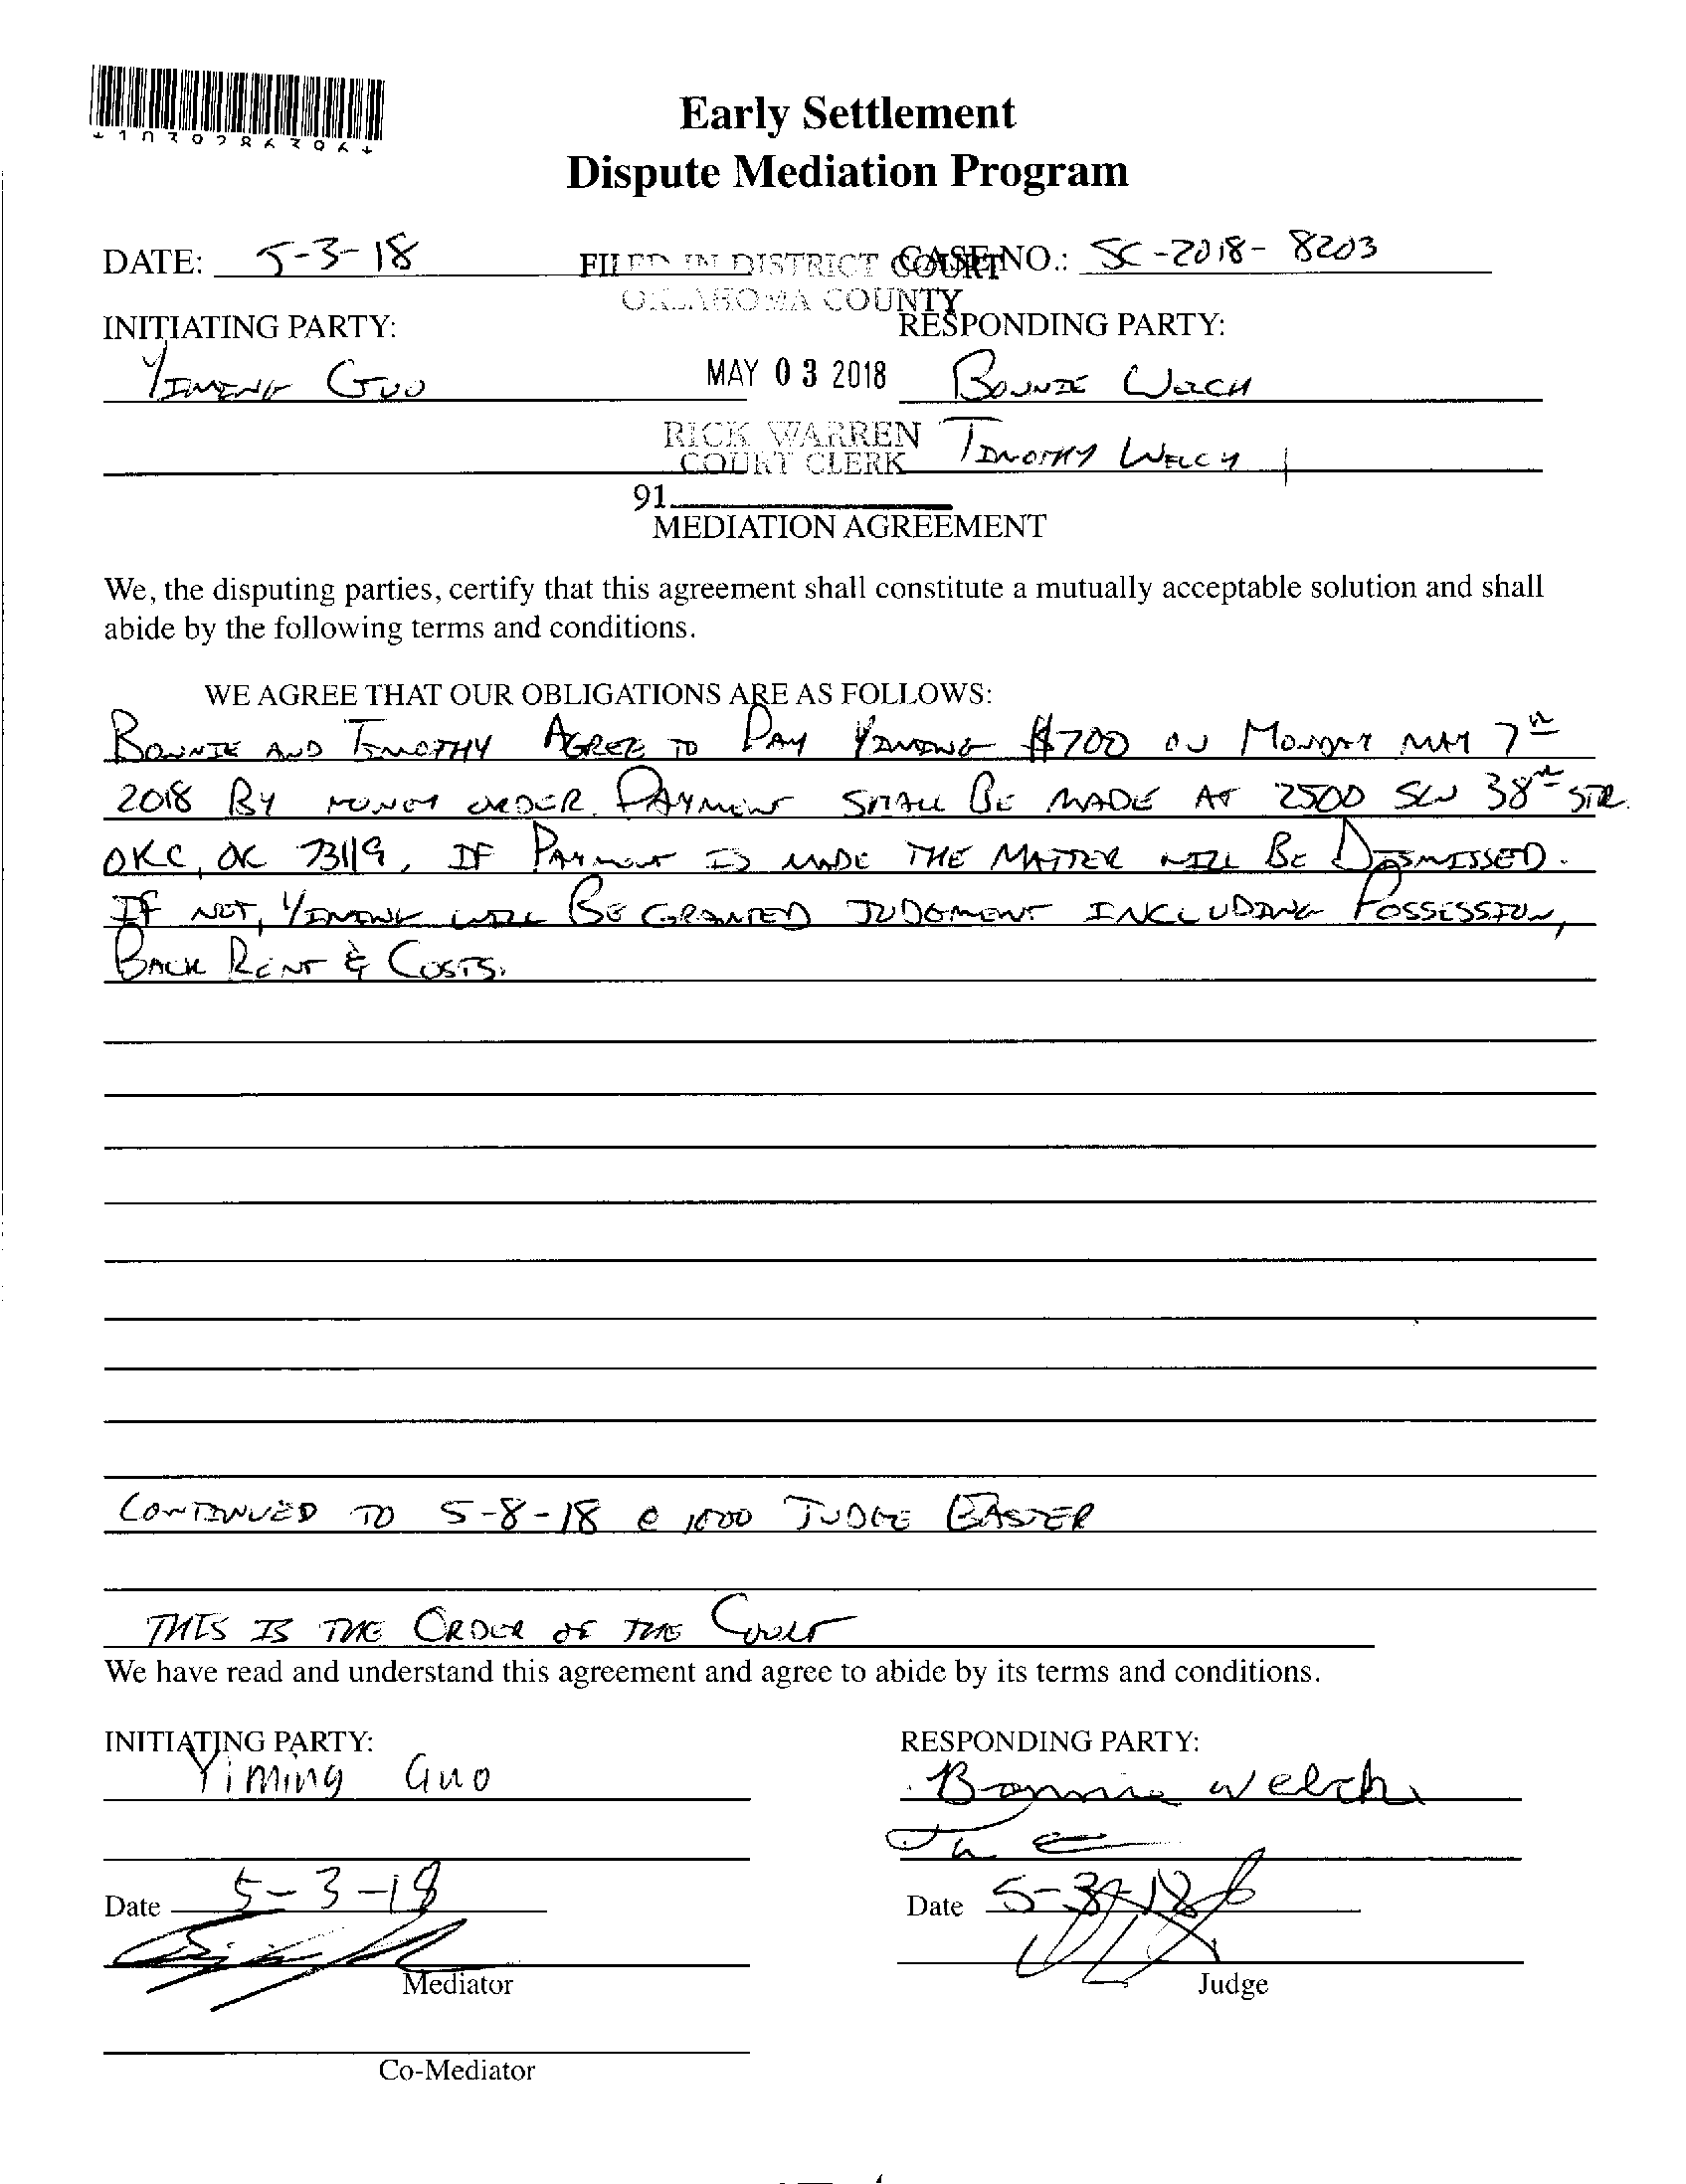 Early Settlement
Dispute Mediation Program
DATE: 5-3-18
CASE NO.: SC-2018-8203
FILED IN DISTRICT COURT
OKLAHOMA COUNTY
INITIATING PARTY:
RESPONDING PARTY:
YIMING GUO
MAY 03 2018
BONNIE WELCH
RICK WARREN
COURT CLERK
TIMOTHY WELCH
91
MEDIATION AGREEMENT
We, the disputing parties, certify that this agreement shall constitute a mutually acceptable solution and shall
abide by the following terms and conditions.
WE AGREE THAT OUR OBLIGATIONS ARE AS FOLLOWS:
BONNIE AND TIMOTHY AGREE TO PAY YIMING $700 ON MONDAY MAY 7th
2018 BY MONEY ORDER. PAYMENT SHALL BE MADE AT 2500 SW 38th STR.
OKC, OK 73119, IF PAYMENT IS MADE THE MATTER WILL BE DISMISSED.
IF NOT, YIMING WILL BE GRANTED JUDGMENT INCLUDING POSSESSION,
BACK RENT & COSTS.
CONTINUED TO 5-8-18 @ 1000 JUDGE EASTER
THIS IS THE ORDER OF THE COURT
We have read and understand this agreement and agree to abide by its terms and conditions.
INITIATING PARTY:
RESPONDING PARTY:
Yiming Guo
Bonnie Welch
Date 5-3-18
Date 5-3-18
Mediator
Judge
Co-Mediator